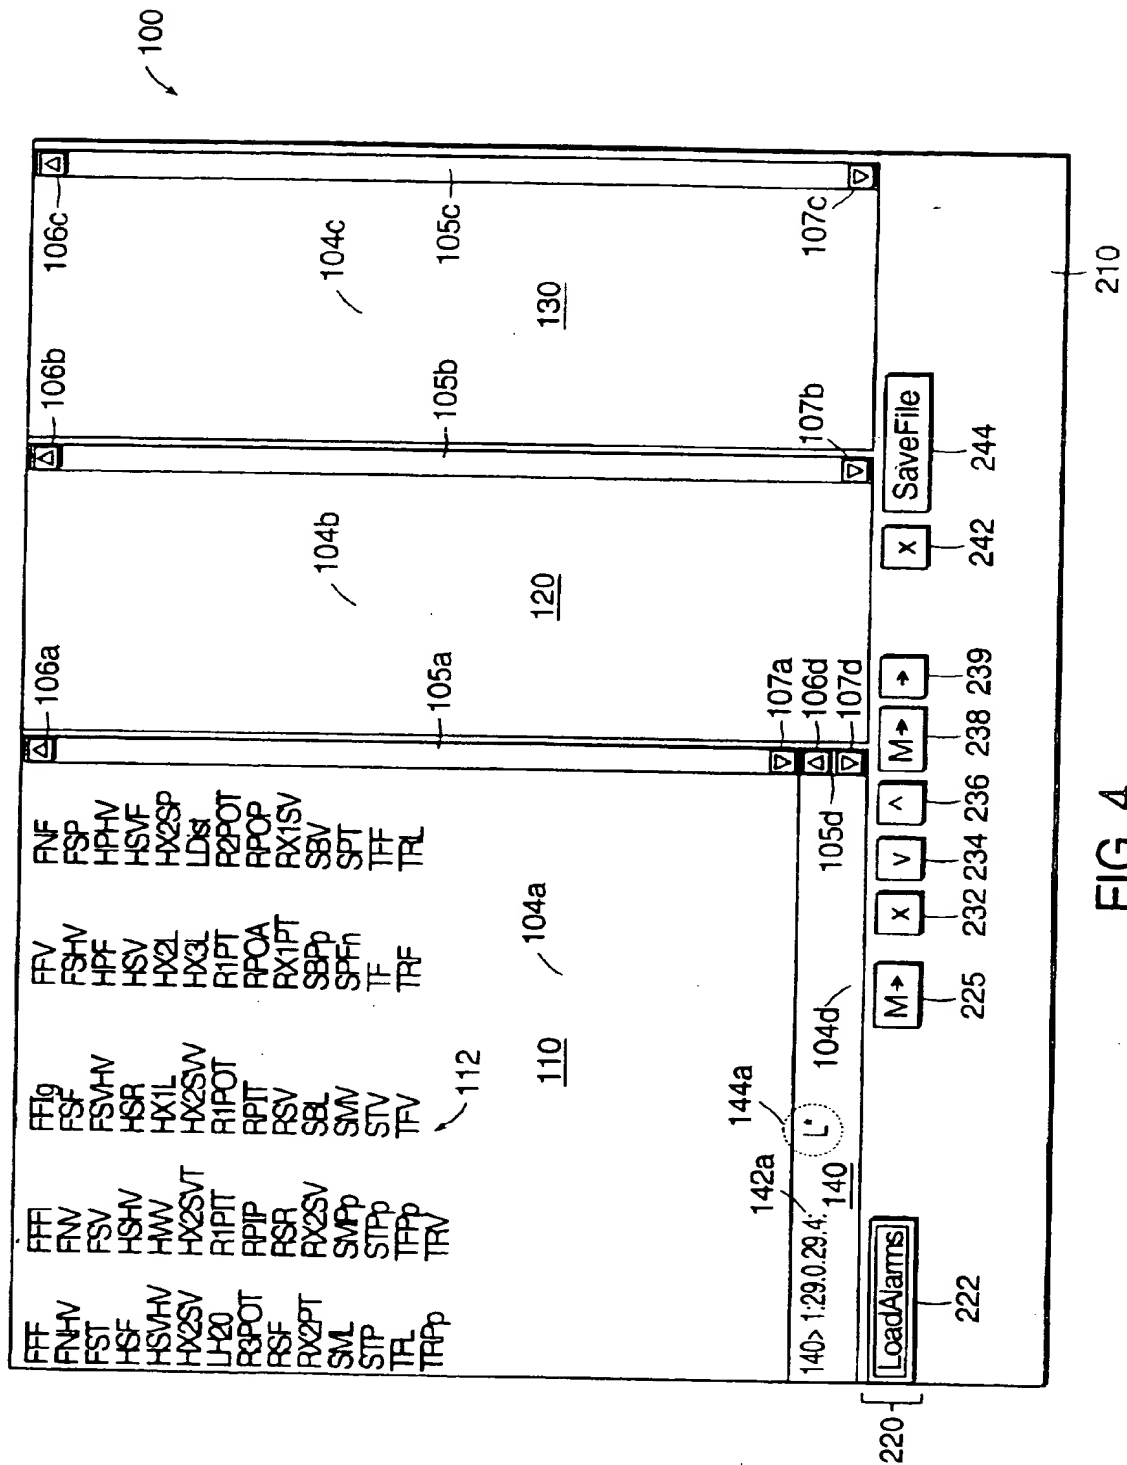 100
106a
106b
106c
FFF FFFl FFlg FFV FNF
FNHV FNV FSF FSHV FSP
FST FSV FSVHV HPF HPHV
HSF HSHV HSR HSV HSVF
HSVHV HWV HX1L HX2L HX2SP
HX2SV HX2SVT HX2SVV HX3L LDist
LH20 R1PIT R1POT R1PT R2POT
R3POT RPIP RPIT RPOA RPOP
RSF RSR RSV RX1PT RX1SV
RX2PT RX2SV SBL SBPp SBV
SML SMPp SMV SPFn SPT
STP STPp STV TF TFF
TFL TFPp TFV TRF TRL
TRPp TRV
112
104a
104b
104c
105a
105b
105c
110
120
130
107a
106d
107d
107b
107c
142a
144a
105d
140> 1:29.0.29.4:
L*
140
104d
220
LoadAlarms
M→
x
v
^
M→
→
x
SaveFile
222
225
232
234
236
238
239
242
244
210
FIG. 4